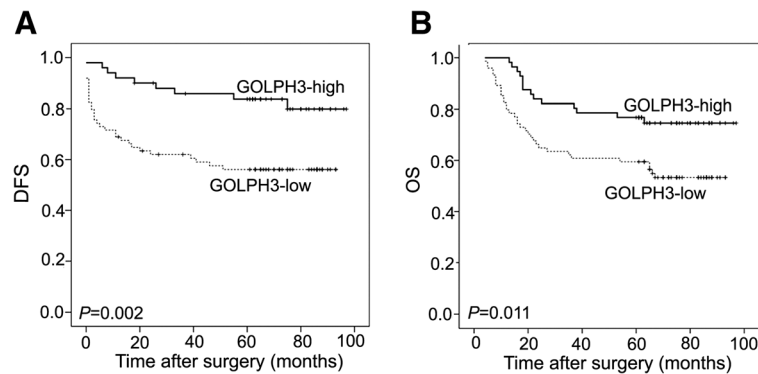 A
1.0
0.8
0.6
0.4
0.2
0.0
DFS
GOLPH3-high
GOLPH3-low
P=0.002
0 20 40 60 80 100
Time after surgery (months)
B
1.0
0.8
0.6
0.4
0.2
0.0
OS
GOLPH3-high
GOLPH3-low
P=0.011
0 20 40 60 80 100
Time after surgery (months)